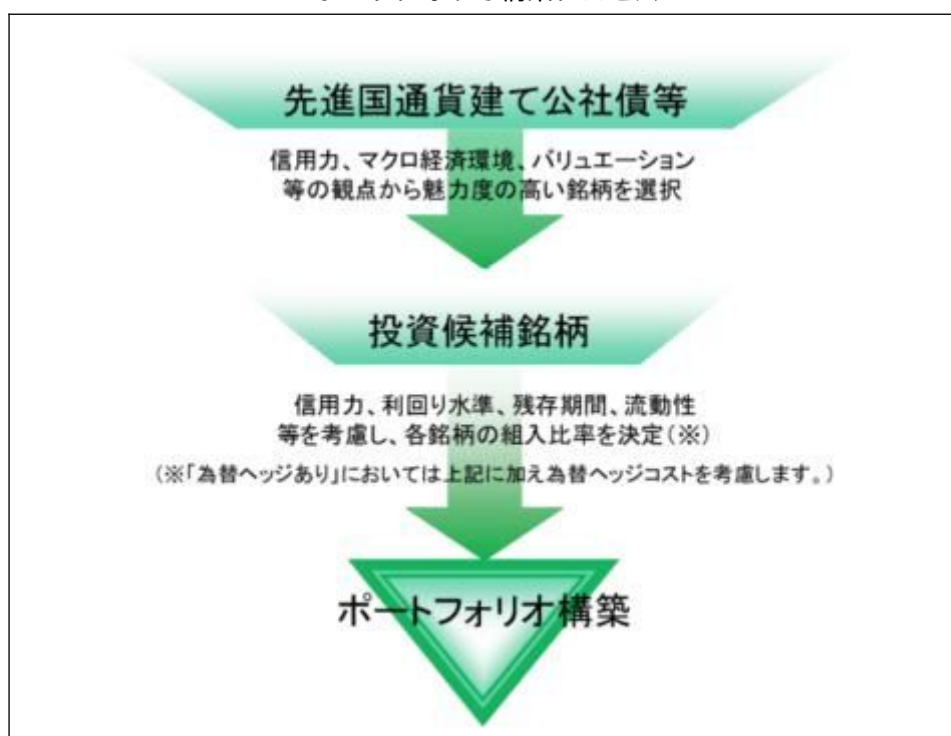 先進国通貨建て公社債等
信用力、マクロ経済環境、バリュエーション
等の観点から魅力度の高い銘柄を選択
投資候補銘柄
信用力、利回り水準、残存期間、流動性
等を考慮し、各銘柄の組入比率を決定(※)
(※「為替ヘッジあり」においては上記に加え為替ヘッジコストを考慮します。)
ポートフォリオ構築